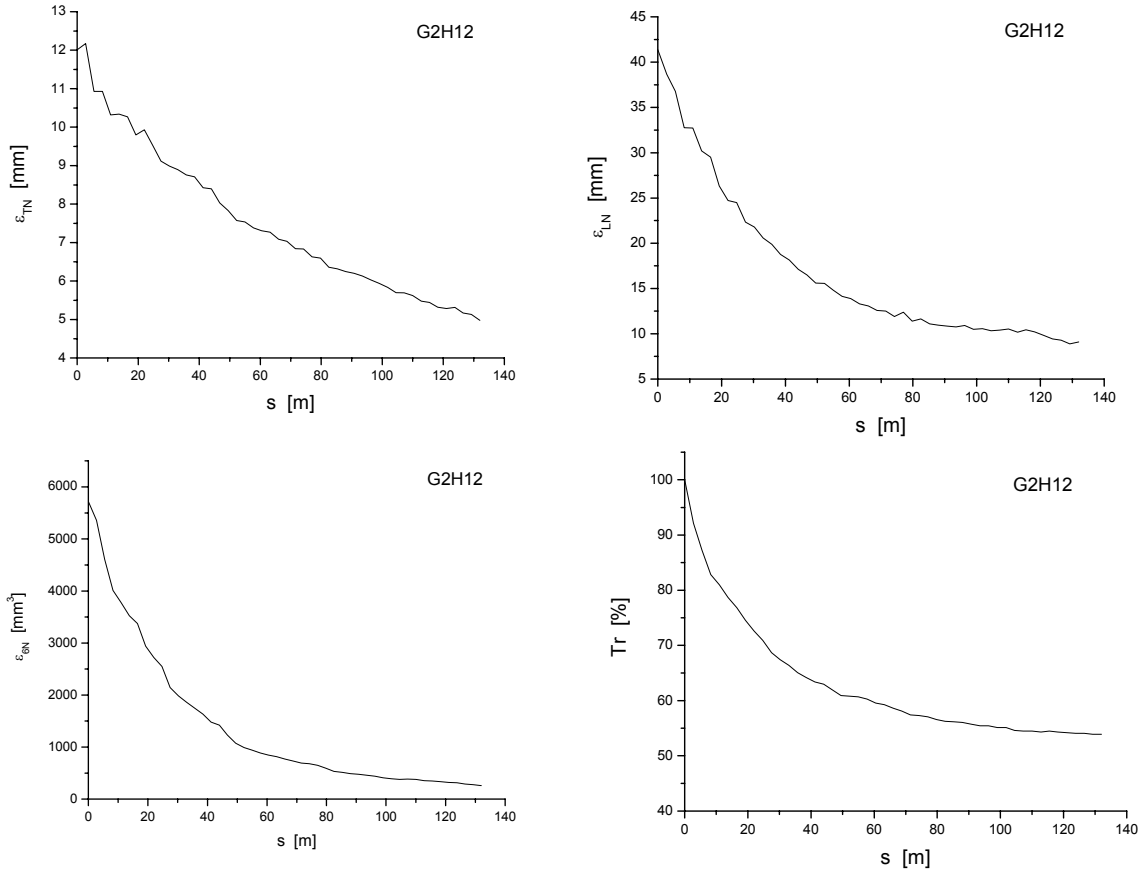 G2H12
13
12
11
10
9
8
7
6
5
4
0 20 40 60 80 100 120 140
ε_TN [mm]
s [m]
G2H12
45
40
35
30
25
20
15
10
5
0 20 40 60 80 100 120 140
ε_LN [mm]
s [m]
G2H12
6000
5000
4000
3000
2000
1000
0
0 20 40 60 80 100 120 140
ε_6N [mm³]
s [m]
G2H12
100
90
80
70
60
50
40
0 20 40 60 80 100 120 140
Tr [%]
s [m]